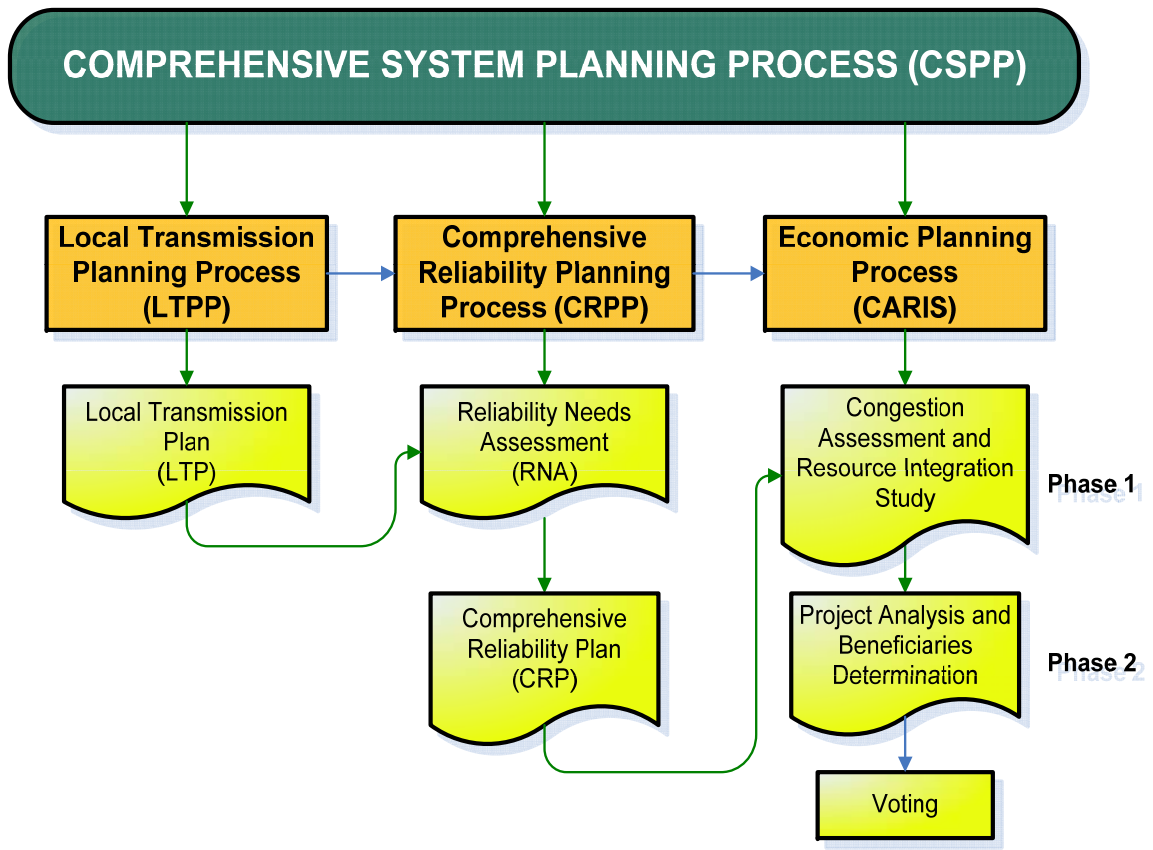 COMPREHENSIVE SYSTEM PLANNING PROCESS (CSPP)
Local Transmission
Planning Process
(LTPP)
Comprehensive
Reliability Planning
Process (CRPP)
Economic Planning
Process
(CARIS)
Local Transmission
Plan
(LTP)
Reliability Needs
Assessment
(RNA)
Congestion
Assessment and
Resource Integration
Study
Phase 1
Comprehensive
Reliability Plan
(CRP)
Project Analysis and
Beneficiaries
Determination
Phase 2
Voting